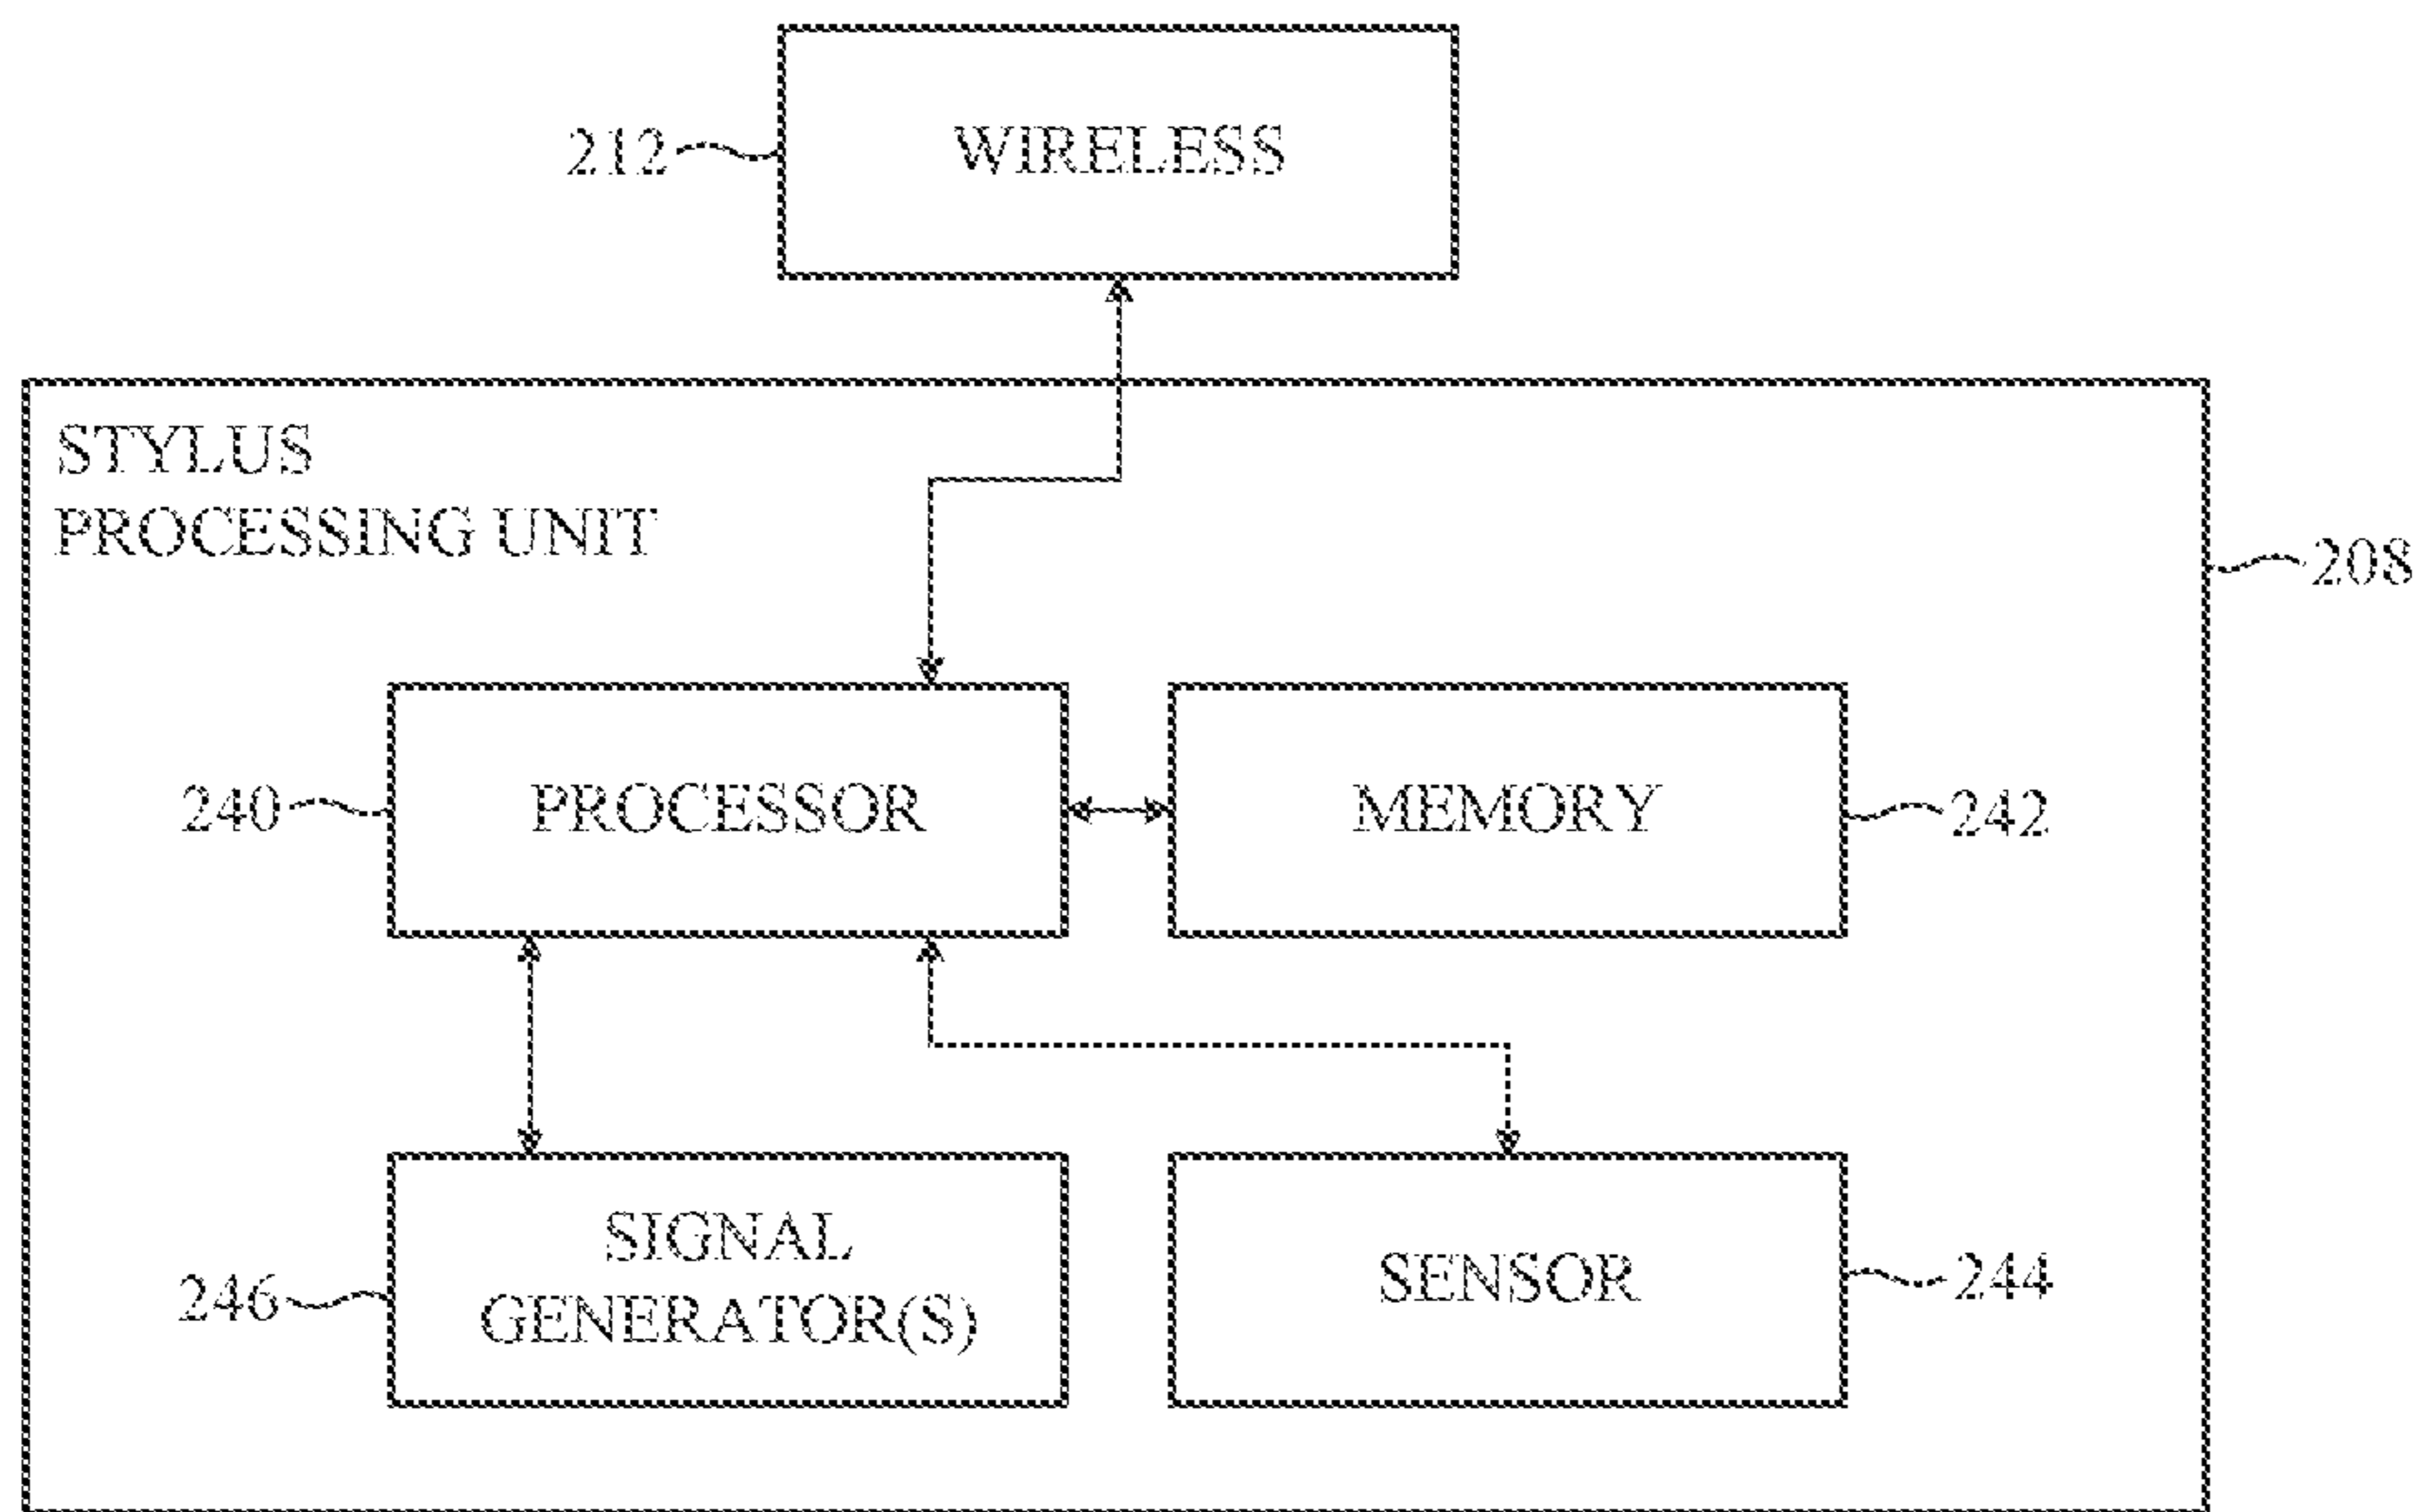 212
WIRELESS
STYLUS
PROCESSING UNIT
208
240
PROCESSOR
MEMORY
242
246
SIGNAL
GENERATOR(S)
SENSOR
244